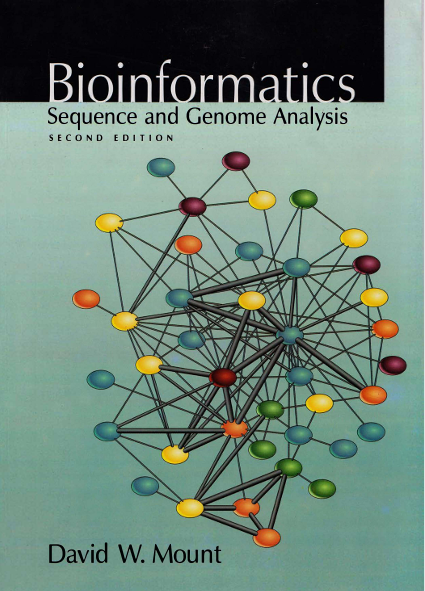 Bioinformatics
Sequence and Genome Analysis
SECOND EDITION
David W. Mount